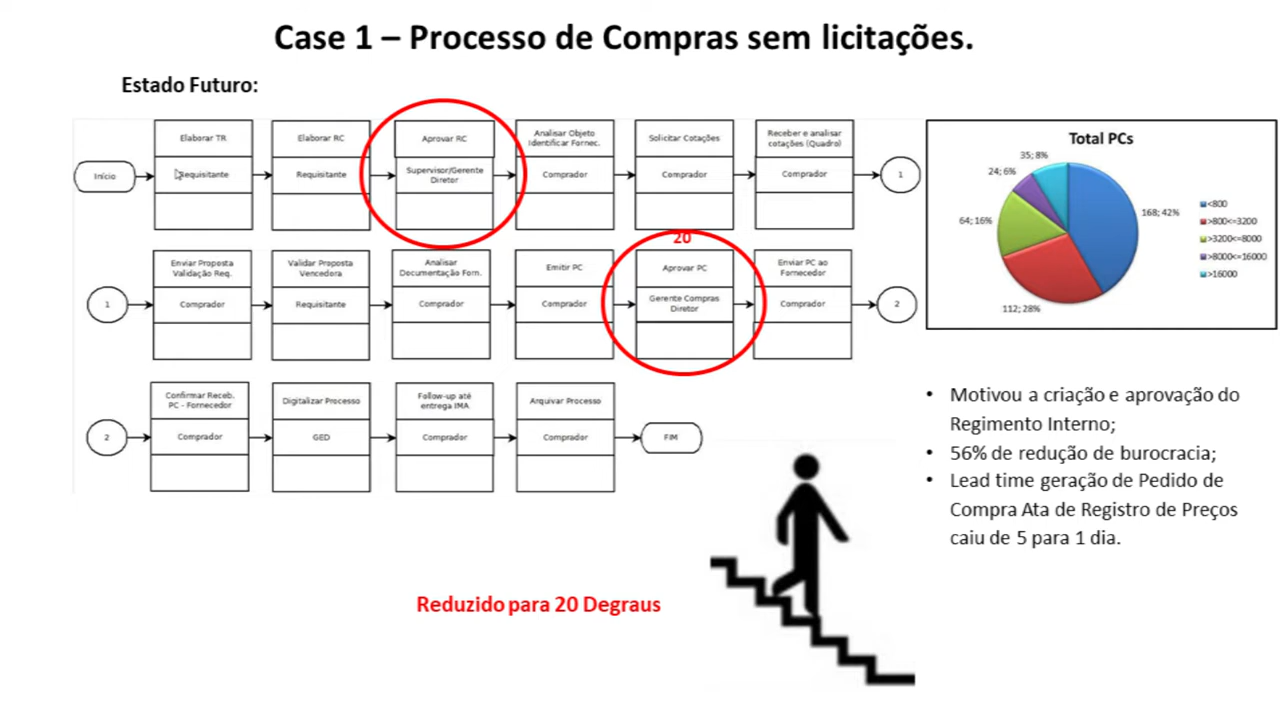 Case 1 – Processo de Compras sem licitações.
Estado Futuro:
Início
Elaborar TR
Requisitante
Elaborar RC
Requisitante
Aprovar RC
Supervisor/Gerente
Diretor
Analisar Objeto
Identificar Fornec.
Comprador
Solicitar Cotações
Comprador
Receber e analisar
cotações (Quadro)
Comprador
1
20
1
Enviar Proposta
Validação Req.
Comprador
Validar Proposta
Vencedora
Requisitante
Analisar
Documentação Forn.
Comprador
Emitir PC
Comprador
Aprovar PC
Gerente Compras
Diretor
Enviar PC ao
Fornecedor
Comprador
2
2
Confirmar Receb.
PC - Fornecedor
Comprador
Digitalizar Processo
GED
Follow-up até
entrega IMA
Comprador
Arquivar Processo
Comprador
FIM
Total PCs
35; 8%
24; 6%
64; 16%
168; 42%
112; 28%
<800
>800<=3200
>3200<=8000
>8000<=16000
>16000
• Motivou a criação e aprovação do
Regimento Interno;
• 56% de redução de burocracia;
• Lead time geração de Pedido de
Compra Ata de Registro de Preços
caiu de 5 para 1 dia.
Reduzido para 20 Degraus